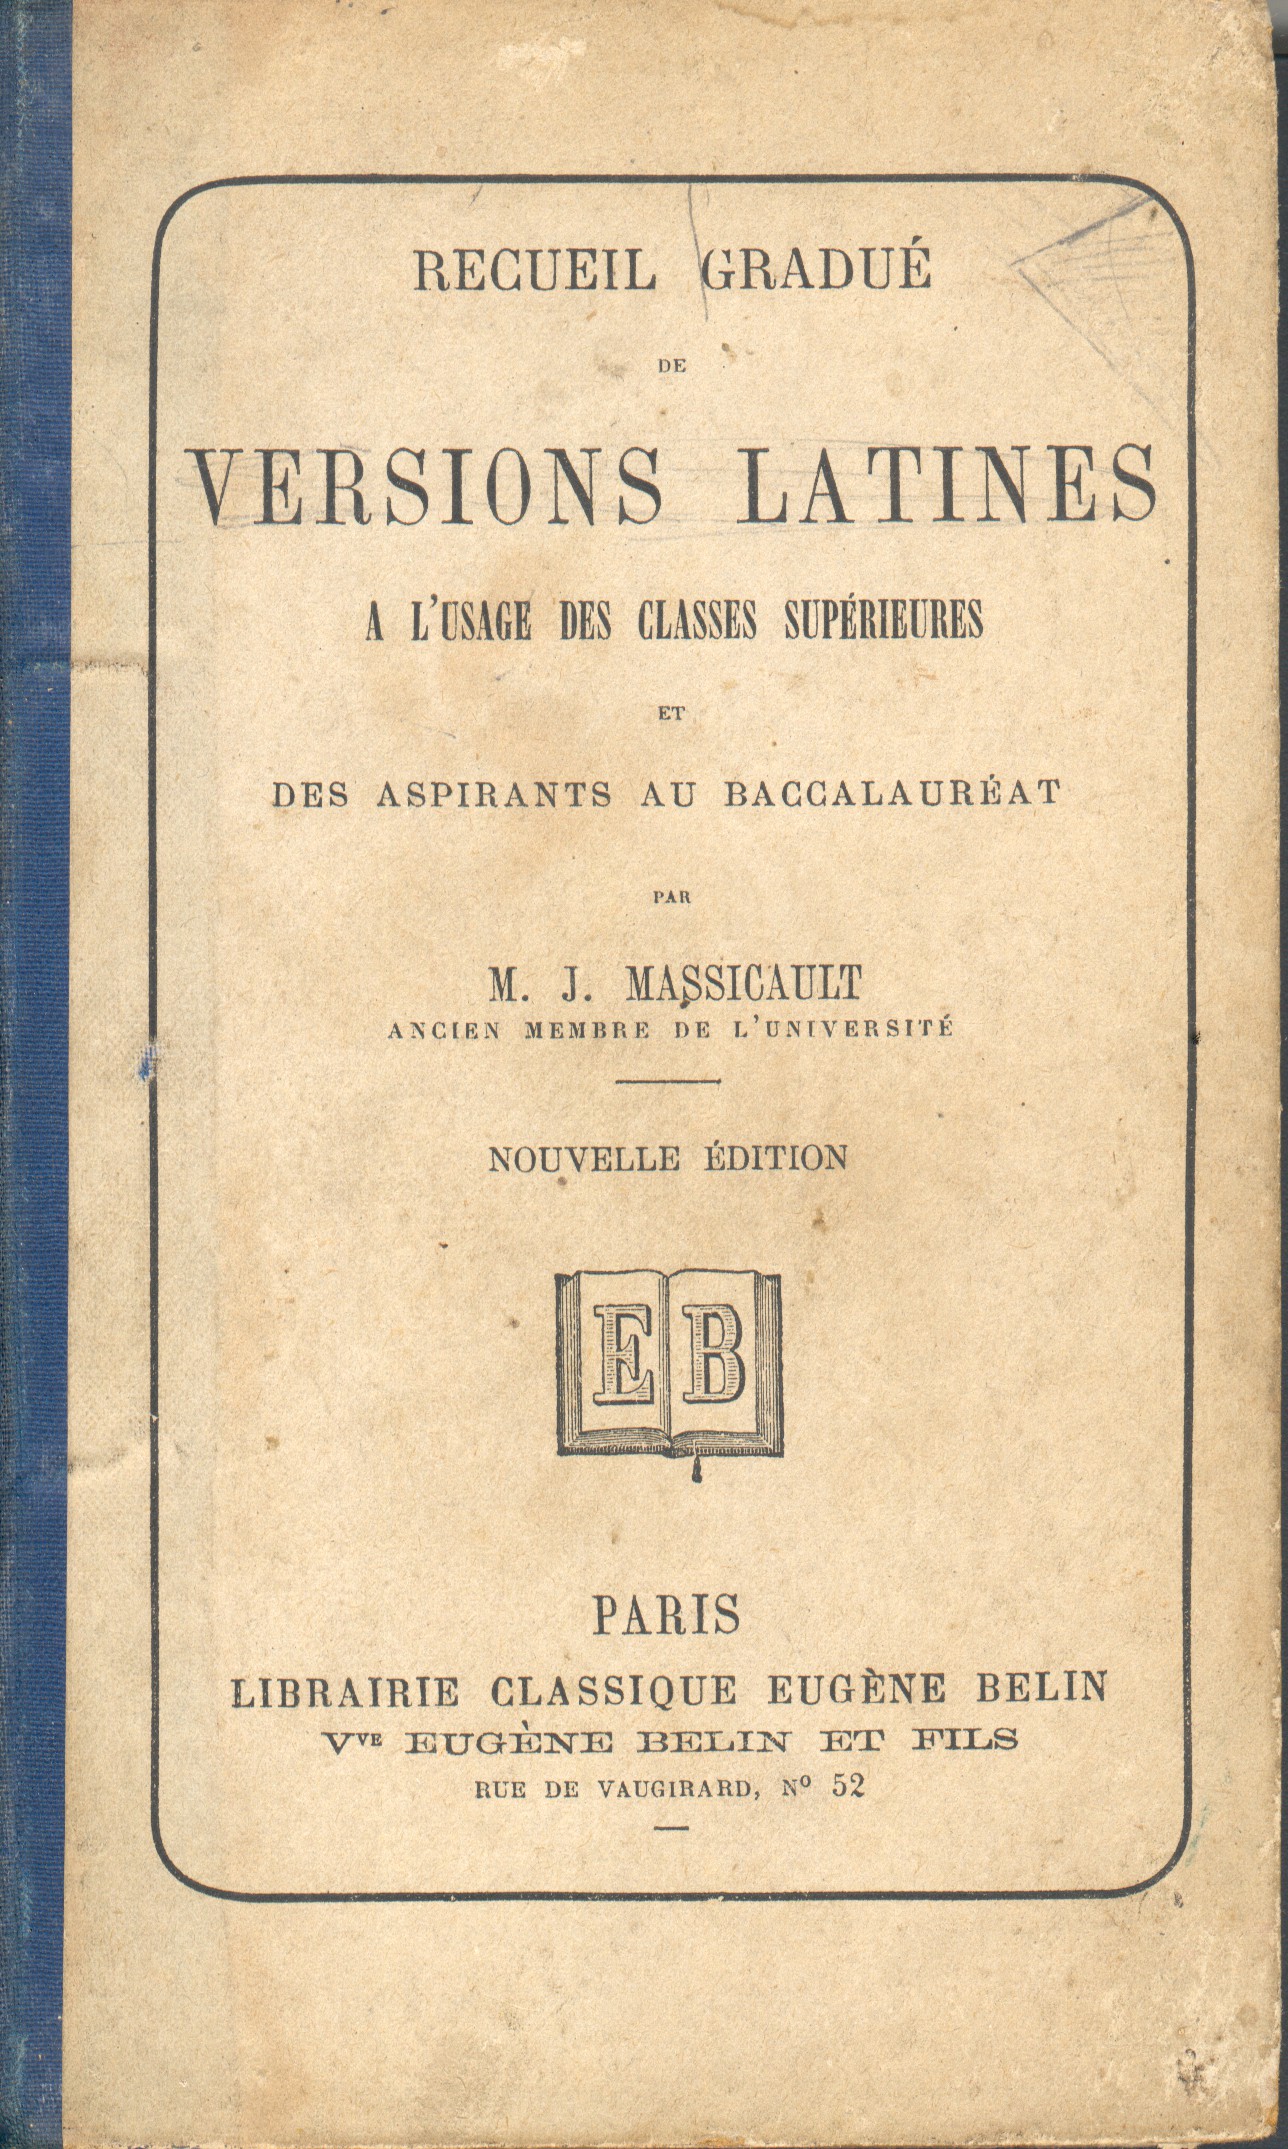 RECUEIL GRADUÉ
DE
VERSIONS LATINES
A L'USAGE DES CLASSES SUPÉRIEURES
ET
DES ASPIRANTS AU BACCALAURÉAT
PAR
M. J. MASSICAULT
ANCIEN MEMBRE DE L'UNIVERSITÉ
NOUVELLE ÉDITION
EB
PARIS
LIBRAIRIE CLASSIQUE EUGÈNE BELIN
VVE EUGÈNE BELIN ET FILS
RUE DE VAUGIRARD, Nº 52